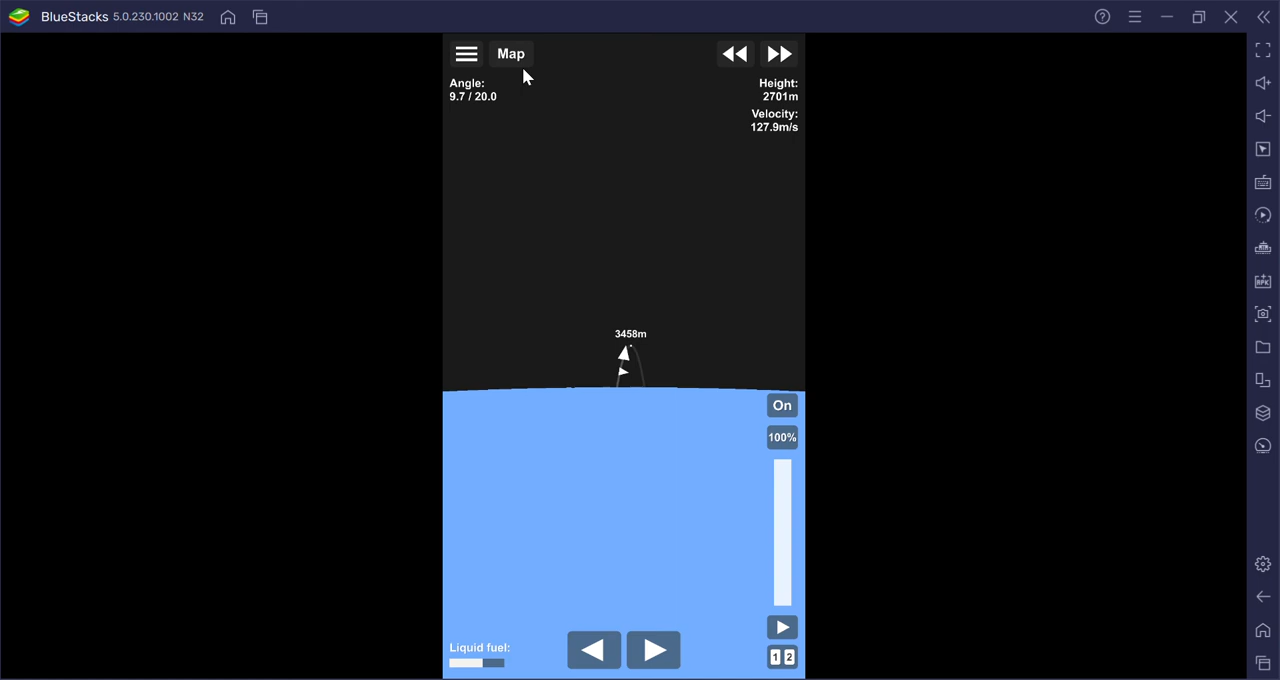 BlueStacks 5.0.230.1002 N32
Map
Angle:
9.7 / 20.0
Height:
2701m
Velocity:
127.9m/s
3458m
On
100%
Liquid fuel:
1 2
RPK